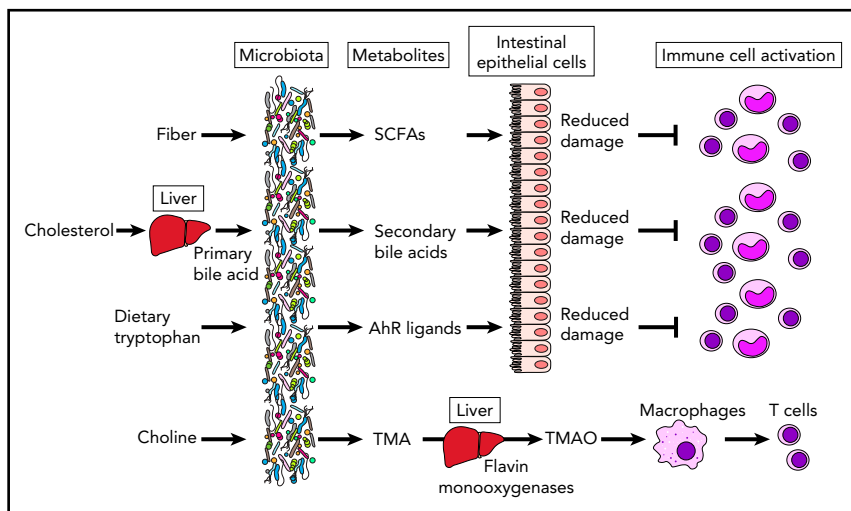 Microbiota
Metabolites
Intestinal
epithelial cells
Immune cell activation
Fiber
SCFAs
Reduced
damage
Liver
Cholesterol
Primary
bile acid
Secondary
bile acids
Reduced
damage
Dietary
tryptophan
AhR ligands
Reduced
damage
Choline
TMA
Liver
Flavin
monooxygenases
TMAO
Macrophages
T cells